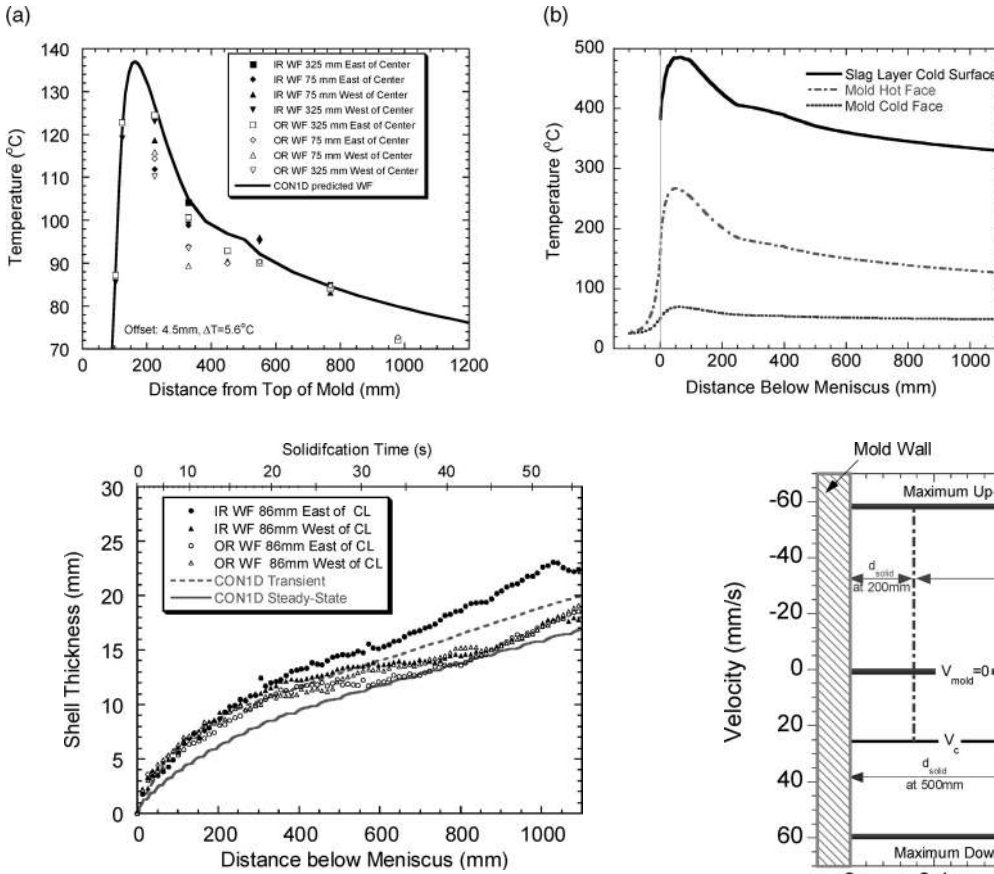 (a)
140
130
120
110
100
90
80
70
Temperature (°C)
IR WF 325 mm East of Center
IR WF 75 mm East of Center
IR WF 75 mm West of Center
IR WF 325 mm West of Center
OR WF 325 mm East of Center
OR WF 75 mm East of Center
OR WF 75 mm West of Center
OR WF 325 mm West of Center
CON1D predicted WF
Offset: 4.5mm, ΔT=5.6°C
0 200 400 600 800 1000 1200
Distance from Top of Mold (mm)
(b)
500
400
300
200
100
0
Temperature (°C)
Slag Layer Cold Surface
Mold Hot Face
Mold Cold Face
0 200 400 600 800 1000
Distance Below Meniscus (mm)
Solidifcation Time (s)
0 10 20 30 40 50
30
25
20
15
10
5
0
Shell Thickness (mm)
IR WF 86mm East of CL
IR WF 86mm West of CL
OR WF 86mm East of CL
OR WF 86mm West of CL
CON1D Transient
CON1D Steady-State
0 200 400 600 800 1000
Distance below Meniscus (mm)
Mold Wall
-60
-40
-20
0
20
40
60
Velocity (mm/s)
Maximum Up-
d solid
at 200mm
V mold=0
V c
d solid
at 500mm
Maximum Dow